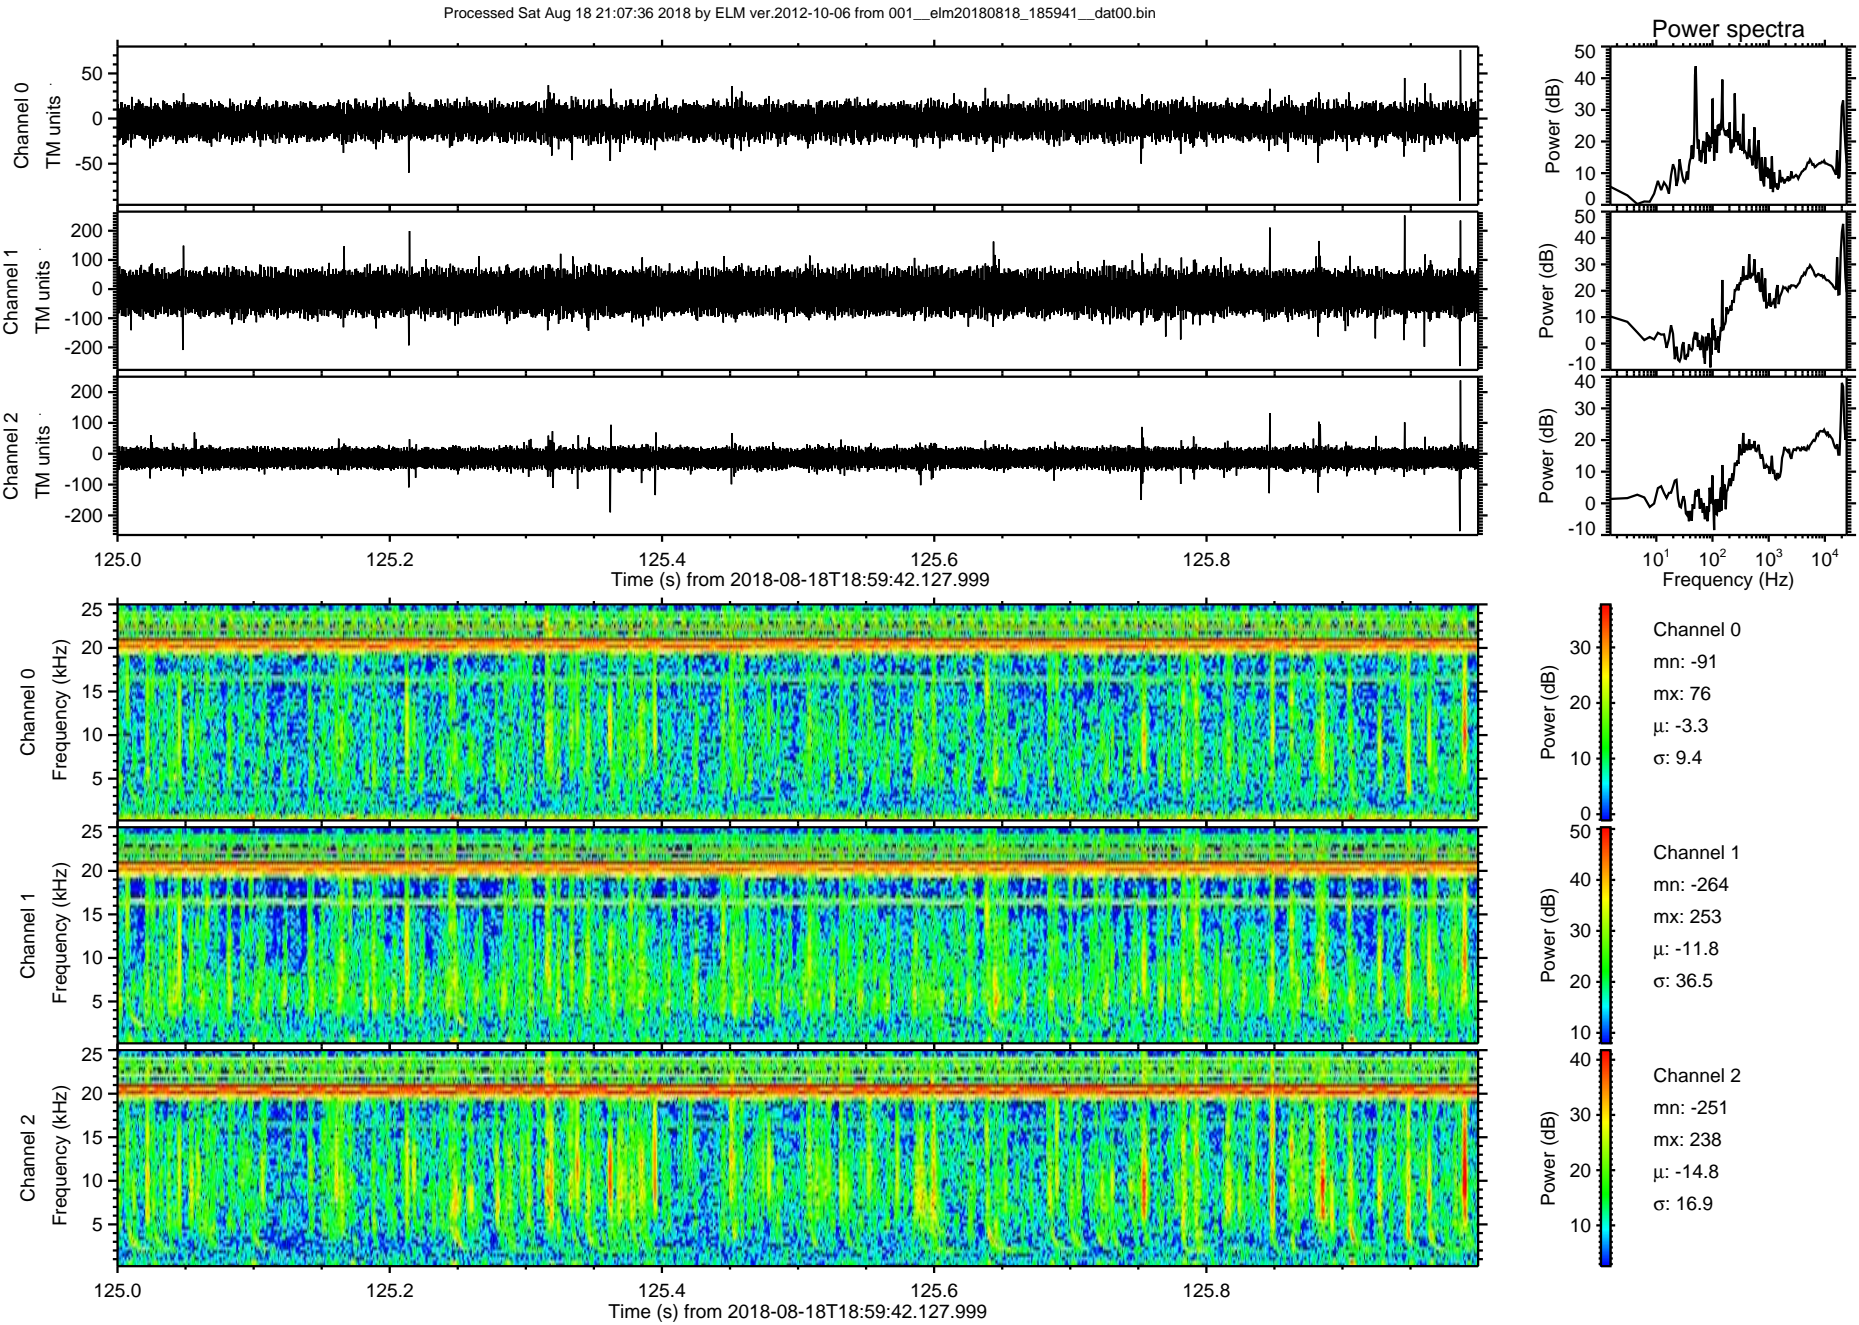 Processed Sat Aug 18 21:07:36 2018 by ELM ver.2012-10-06 from 001__elm20180818_185941__dat00.bin
Power spectra
Channel 0
TM units
50
0
-50
Power (dB)
50
40
30
20
10
0
Channel 1
TM units
200
100
0
-100
-200
Power (dB)
50
40
30
20
10
0
-10
Channel 2
TM units
200
100
0
-100
-200
Power (dB)
40
30
20
10
0
-10
125.0 125.2 125.4 125.6 125.8
Time (s) from 2018-08-18T18:59:42.127.999
10¹ 10² 10³ 10⁴
Frequency (Hz)
Channel 0
Frequency (kHz)
25
20
15
10
5
Power (dB)
30
20
10
0
Channel 0
mn: -91
mx: 76
μ: -3.3
σ: 9.4
Channel 1
Frequency (kHz)
25
20
15
10
5
Power (dB)
50
40
30
20
10
Channel 1
mn: -264
mx: 253
μ: -11.8
σ: 36.5
Channel 2
Frequency (kHz)
25
20
15
10
5
Power (dB)
40
30
20
10
Channel 2
mn: -251
mx: 238
μ: -14.8
σ: 16.9
125.0 125.2 125.4 125.6 125.8
Time (s) from 2018-08-18T18:59:42.127.999